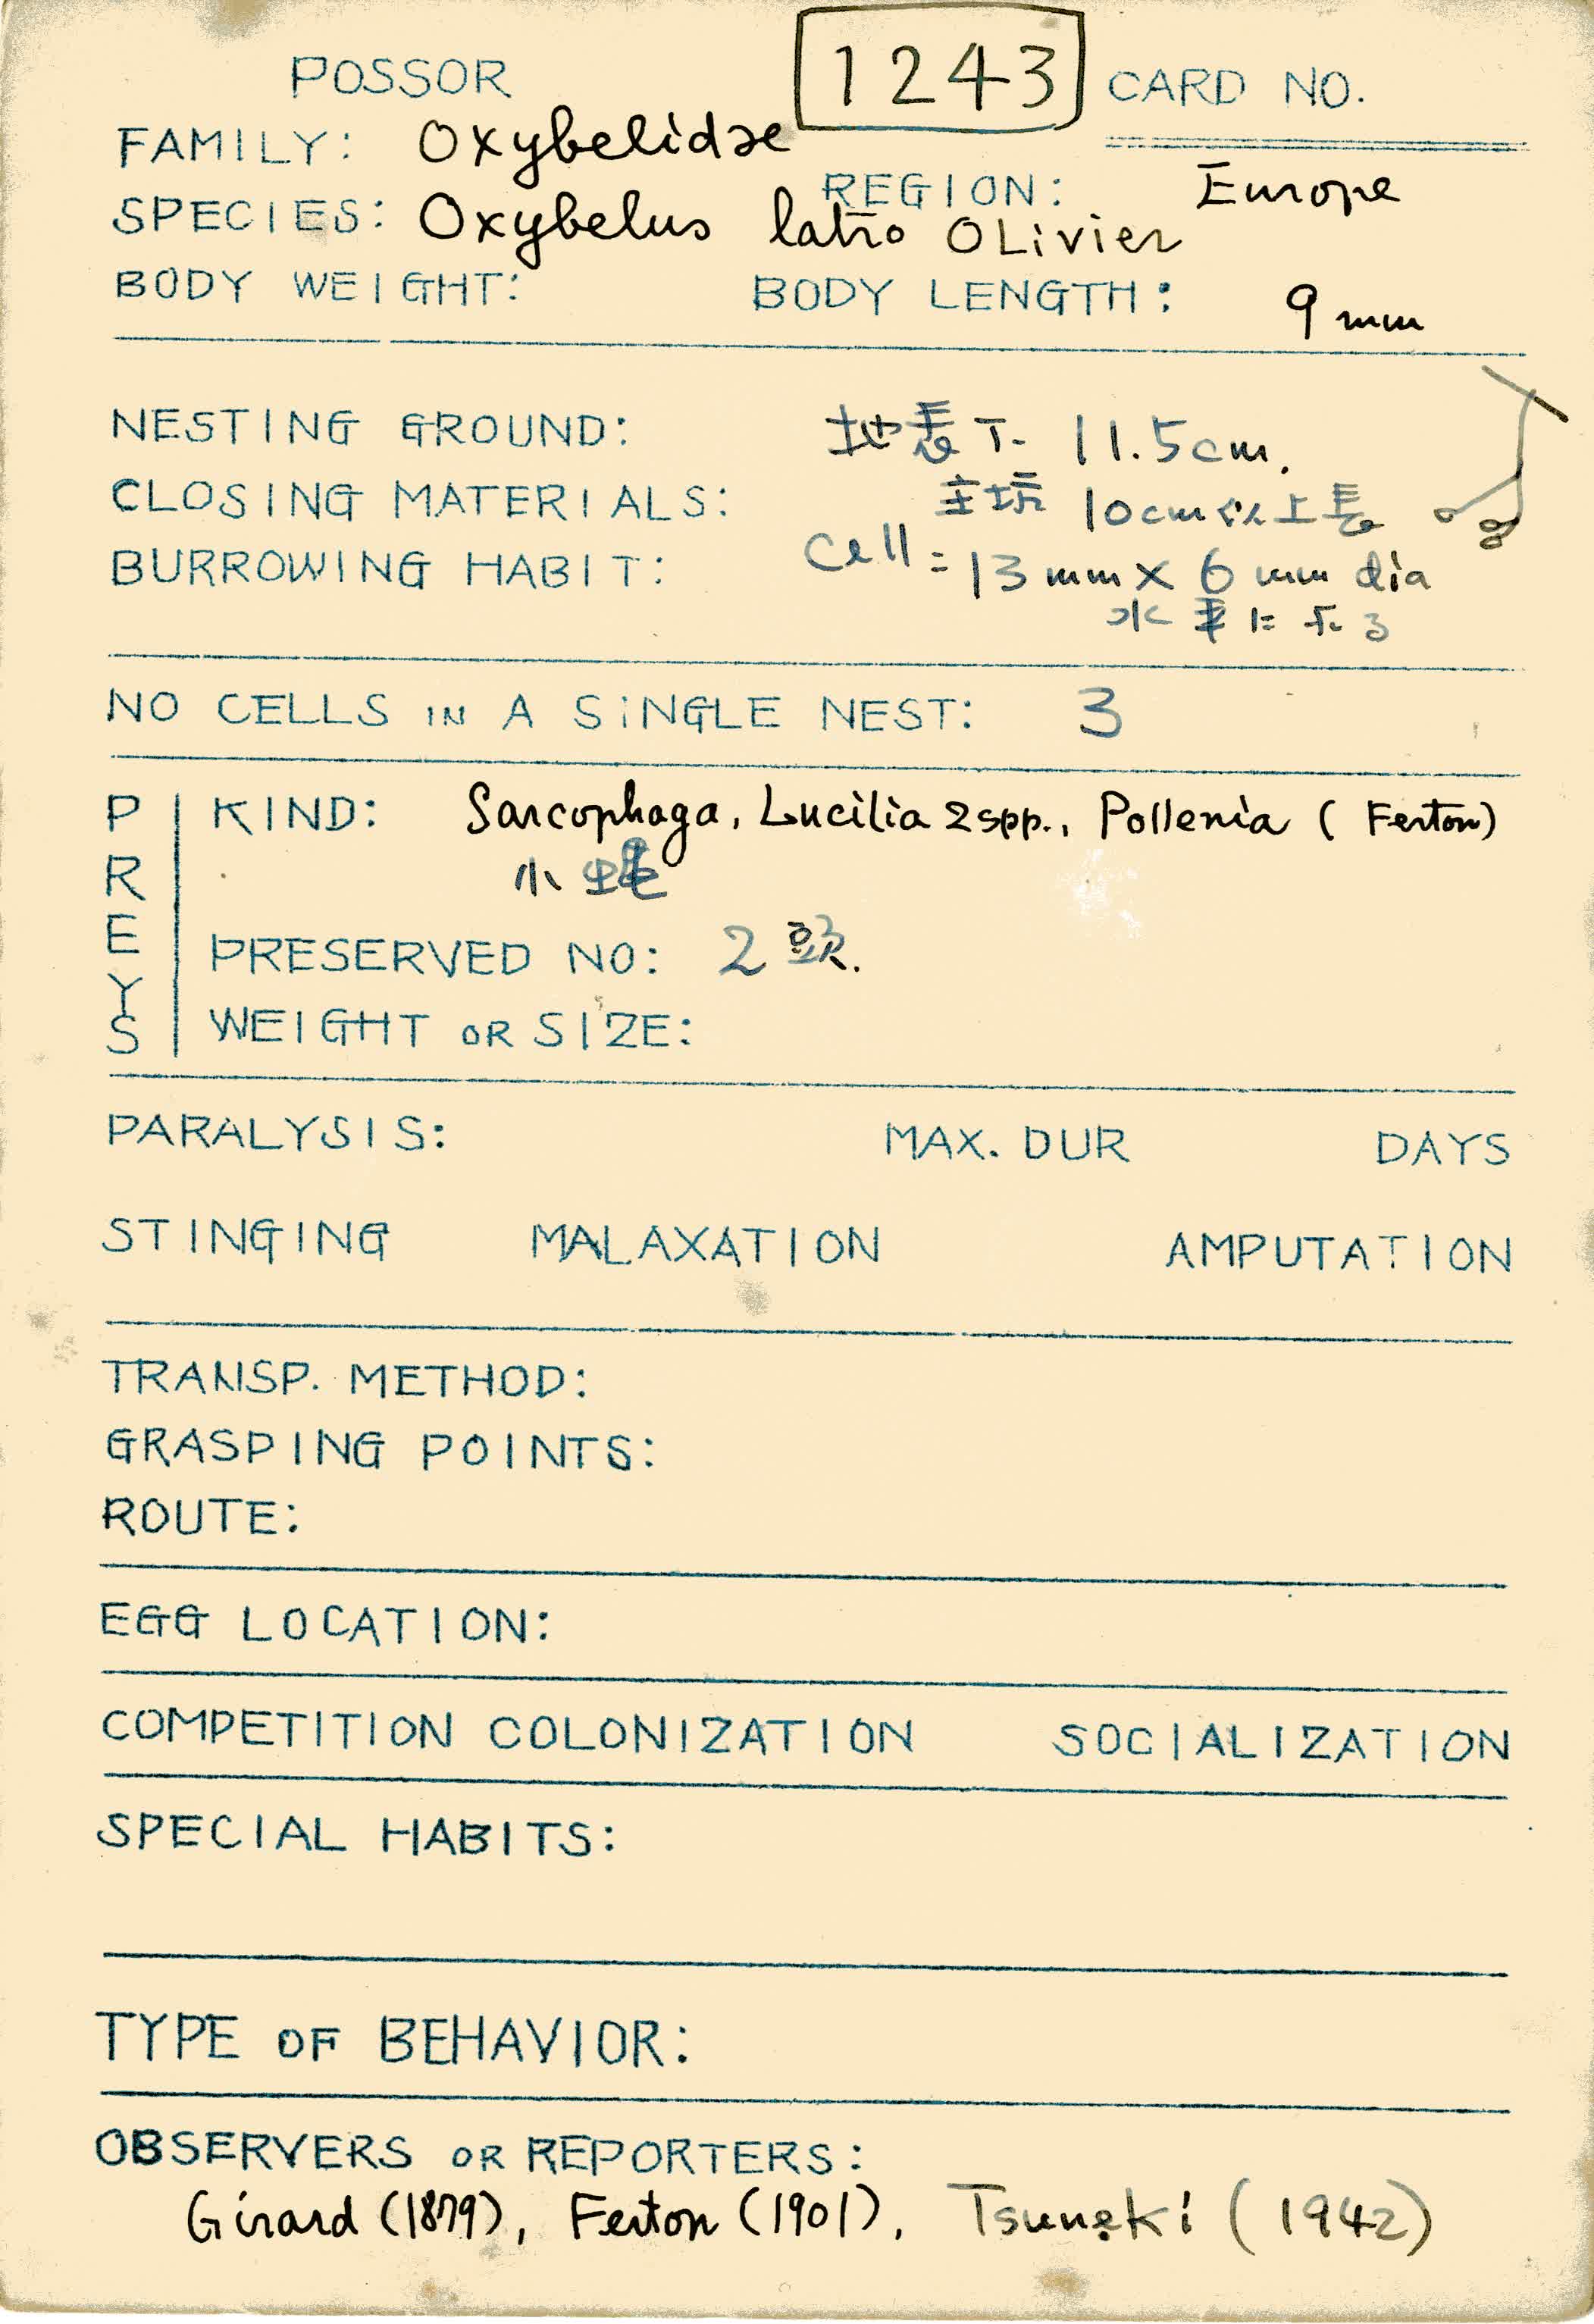 POSSOR 1243 CARD NO.
FAMILY: Oxybelidae
REGION: Europe
SPECIES: Oxybelus latro OLivier
BODY WEIGHT: BODY LENGTH: 9 mm
NESTING GROUND: 地表下 11.5cm.
CLOSING MATERIALS: 主坑 10cm以上長
BURROWING HABIT: Cell = 13 mm × 6 mm dia
水平に
NO CELLS IN A SINGLE NEST: 3
PREYS
KIND: Sarcophaga, Lucilia 2spp., Pollenia (Ferton)
小
PRESERVED NO: 2頭.
WEIGHT OR SIZE:
PARALYSIS: MAX. DUR DAYS
STINGING MALAXATION AMPUTATION
TRANSP. METHOD:
GRASPING POINTS:
ROUTE:
EGG LOCATION:
COMPETITION COLONIZATION SOCIALIZATION
SPECIAL HABITS:
TYPE OF BEHAVIOR:
OBSERVERS OR REPORTERS:
Girard (1879), Ferton (1901), Tsuneki (1942)